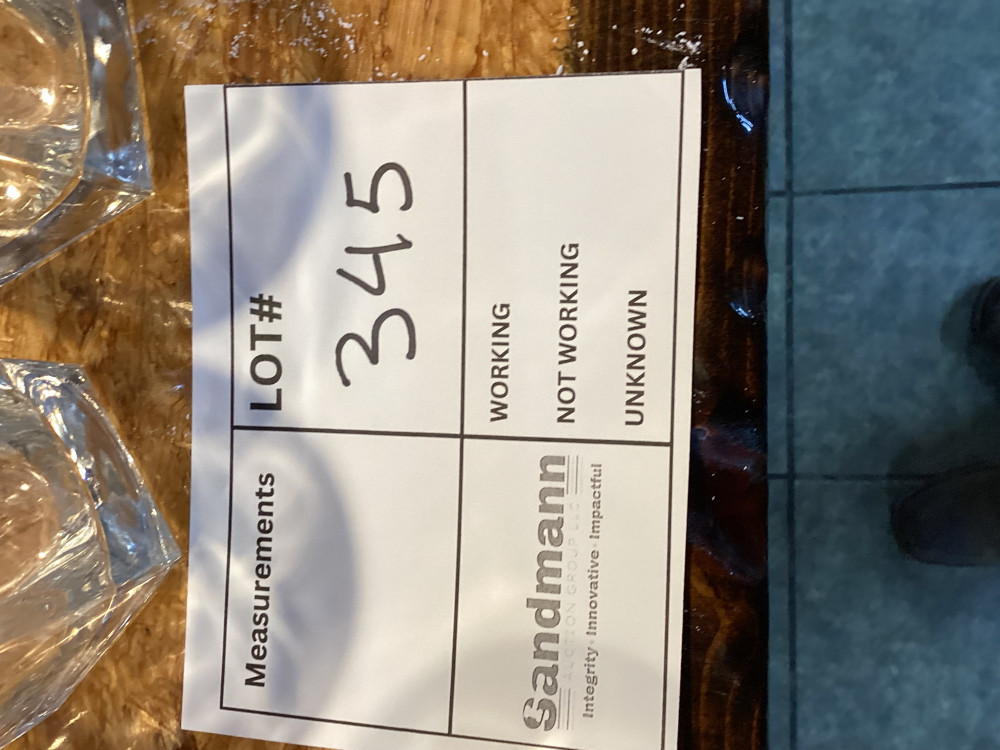 Measurements
LOT#
345
Sandmann
AUCTION GROUP LLC
Integrity · Innovative · Impactful
WORKING
NOT WORKING
UNKNOWN